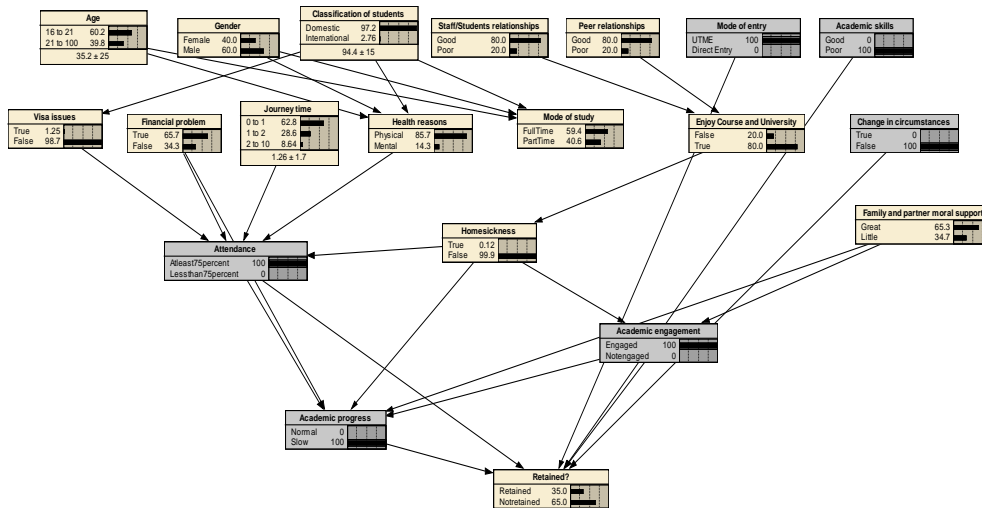 Age
16 to 21 60.2
21 to 100 39.8
35.2 ± 25
Gender
Female 40.0
Male 60.0
Classification of students
Domestic 97.2
International 2.76
94.4 ± 15
Staff/Students relationships
Good 80.0
Poor 20.0
Peer relationships
Good 80.0
Poor 20.0
Mode of entry
UTME 100
Direct Entry 0
Academic skills
Good 0
Poor 100
Visa issues
True 1.25
False 98.7
Financial problem
True 65.7
False 34.3
Journey time
0 to 1 62.8
1 to 2 28.6
2 to 10 8.64
1.26 ± 1.7
Health reasons
Physical 85.7
Mental 14.3
Mode of study
FullTime 59.4
PartTime 40.6
Enjoy Course and University
False 20.0
True 80.0
Change in circumstances
True 0
False 100
Family and partner moral support
Great 65.3
Little 34.7
Homesickness
True 0.12
False 99.9
Attendance
Atleast75percent 100
Lessthan75percent 0
Academic engagement
Engaged 100
Notengaged 0
Academic progress
Normal 0
Slow 100
Retained?
Retained 35.0
Notretained 65.0